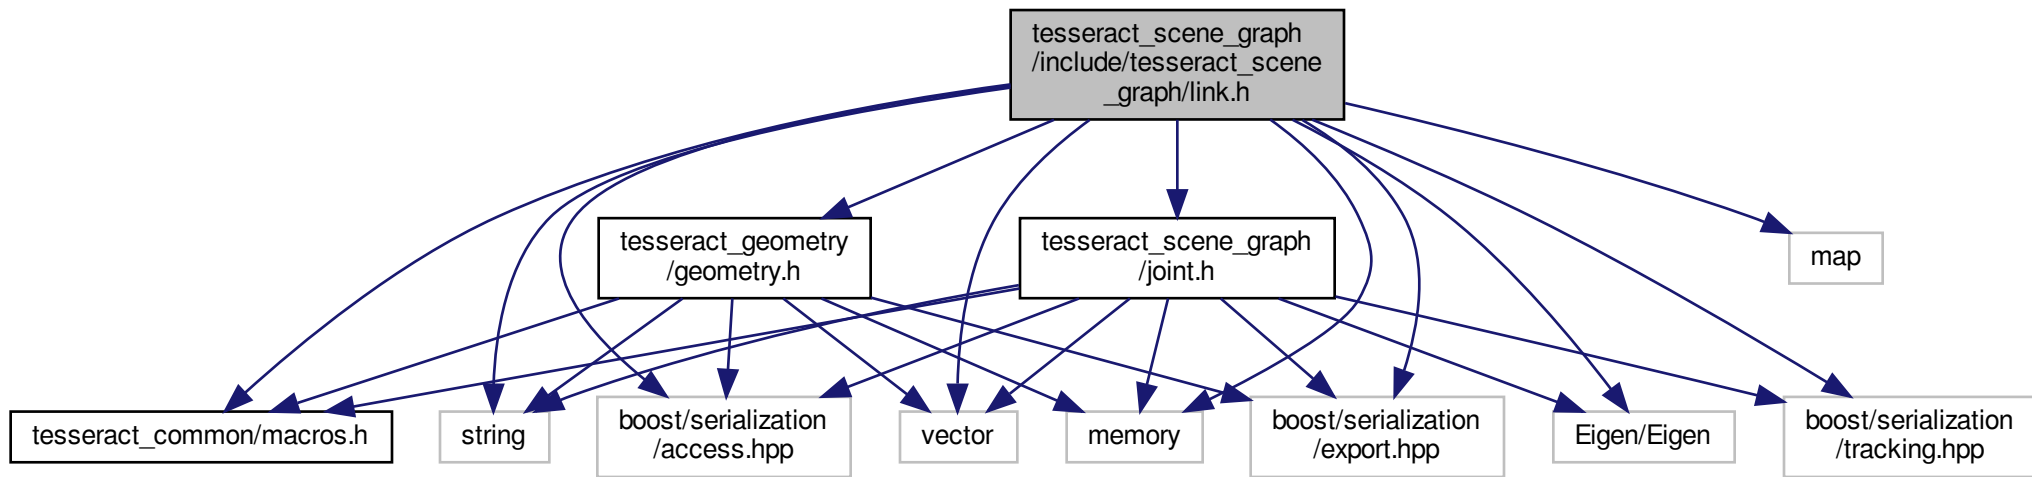 tesseract_scene_graph
/include/tesseract_scene
_graph/link.h
tesseract_geometry
/geometry.h
tesseract_scene_graph
/joint.h
map
tesseract_common/macros.h
string
boost/serialization
/access.hpp
vector
memory
boost/serialization
/export.hpp
Eigen/Eigen
boost/serialization
/tracking.hpp